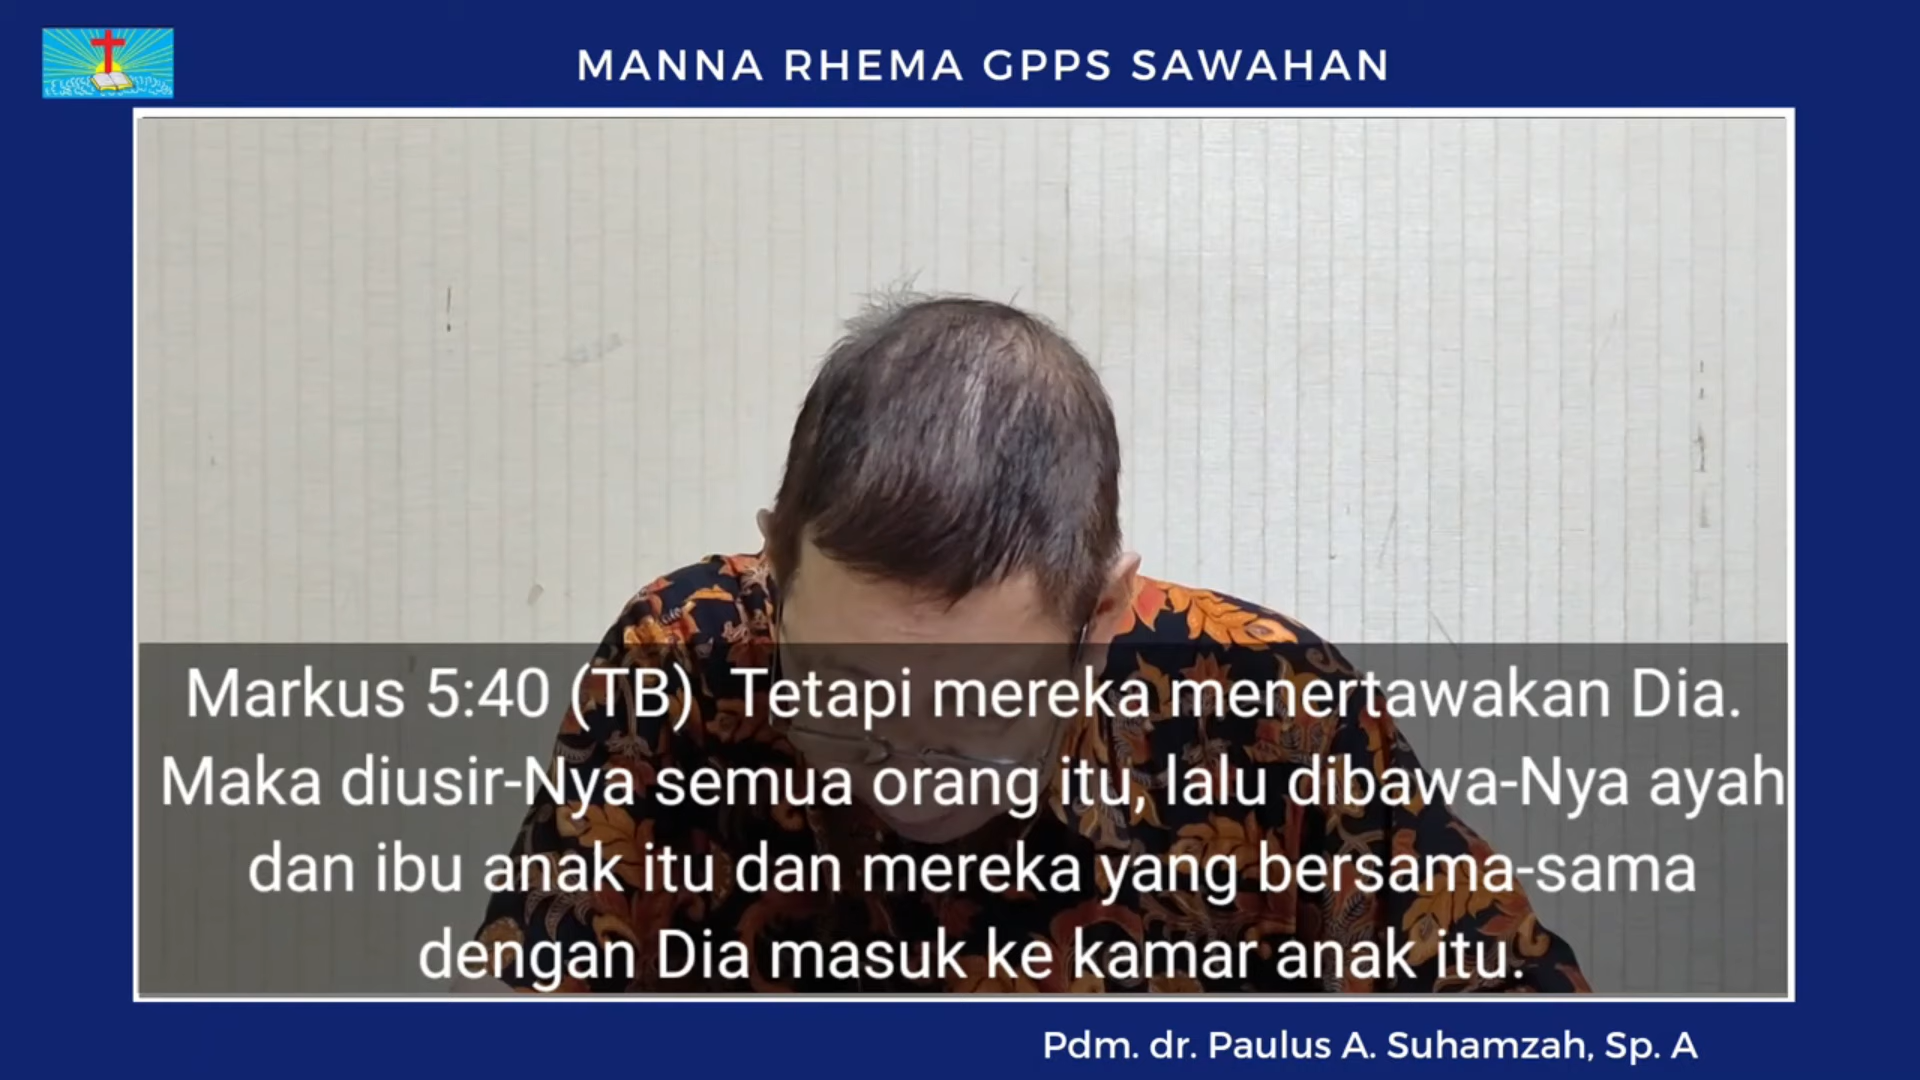 MANNA RHEMA GPPS SAWAHAN
Markus 5:40 (TB) Tetapi mereka menertawakan Dia.
Maka diusir-Nya semua orang itu, lalu dibawa-Nya ayah
dan ibu anak itu dan mereka yang bersama-sama
dengan Dia masuk ke kamar anak itu.
Pdm. dr. Paulus A. Suhamzah, Sp. A